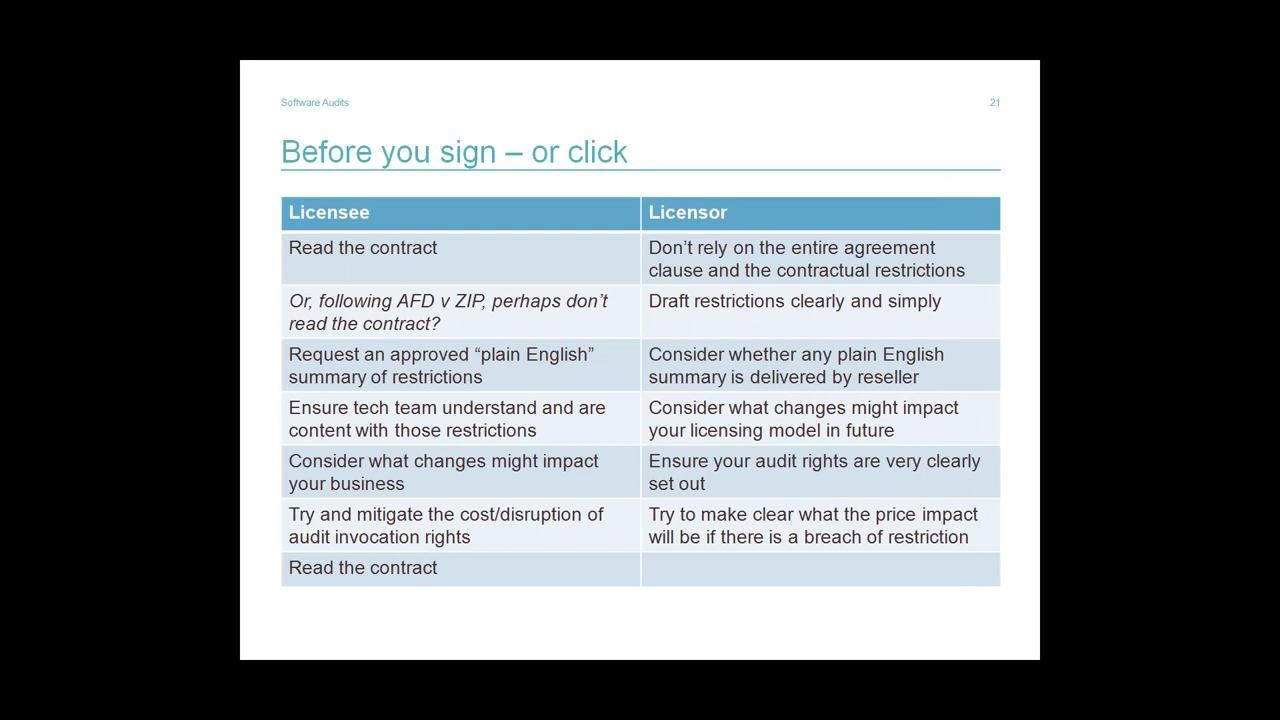 Software Audits
21
Before you sign – or click
Licensee
Licensor
Read the contract
Don’t rely on the entire agreement
clause and the contractual restrictions
Or, following AFD v ZIP, perhaps don’t
read the contract?
Draft restrictions clearly and simply
Request an approved “plain English”
summary of restrictions
Consider whether any plain English
summary is delivered by reseller
Ensure tech team understand and are
content with those restrictions
Consider what changes might impact
your licensing model in future
Consider what changes might impact
your business
Ensure your audit rights are very clearly
set out
Try and mitigate the cost/disruption of
audit invocation rights
Try to make clear what the price impact
will be if there is a breach of restriction
Read the contract